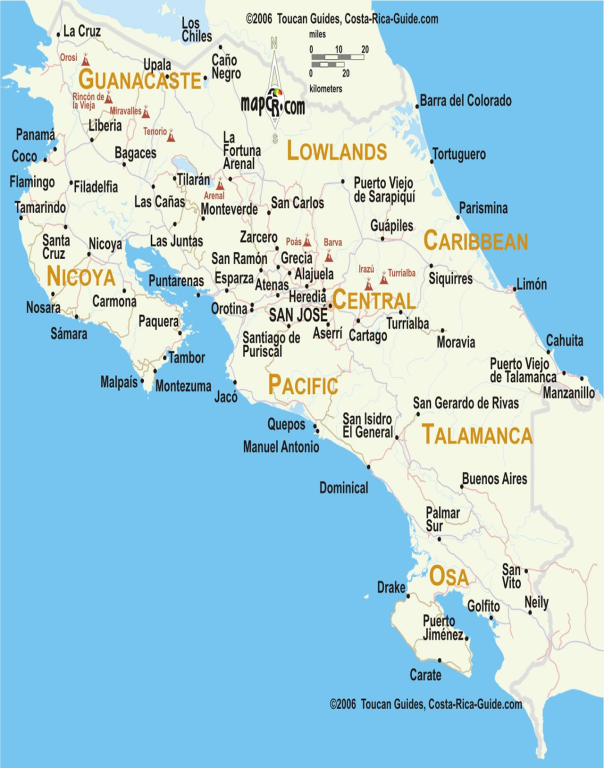 ©2006 Toucan Guides, Costa-Rica-Guide.com
Los
Chiles
La Cruz
miles
0 10 20
0 20
kilometers
N
S
mapCR.com
Orosi
Upala
Caño
Negro
GUANACASTE
Rincón de
la Vieja
Miravalles
Barra del Colorado
Liberia
Tenorio
Panamá
La
Fortuna
Arenal
LOWLANDS
Coco
Bagaces
Tortuguero
Flamingo
Filadelfia
Tilarán
Arenal
Puerto Viejo
de Sarapiquí
Tamarindo
Las Cañas
Monteverde
San Carlos
Parismina
Santa
Cruz
Nicoya
Las Juntas
Zarcero
Poás
Barva
Guápiles
CARIBBEAN
NICOYA
San Ramón
Grecia
Irazú
Turrialba
Siquirres
Puntarenas
Esparza
Alajuela
Atenas
Limón
Nosara
Carmona
Heredia
CENTRAL
Orotina
SAN JOSÉ
Sámara
Paquera
Santiago de
Puriscal
Aserrí
Cartago
Turrialba
Moravia
Cahuita
Tambor
Puerto Viejo
de Talamanca
Malpaís
Montezuma
Jacó
PACIFIC
Manzanillo
San Gerardo de Rivas
Quepos
San Isidro
El General
Manuel Antonio
TALAMANCA
Dominical
Buenos Aires
Palmar
Sur
OSA
San
Vito
Drake
Golfito
Neily
Puerto
Jiménez
Carate
©2006 Toucan Guides, Costa-Rica-Guide.com